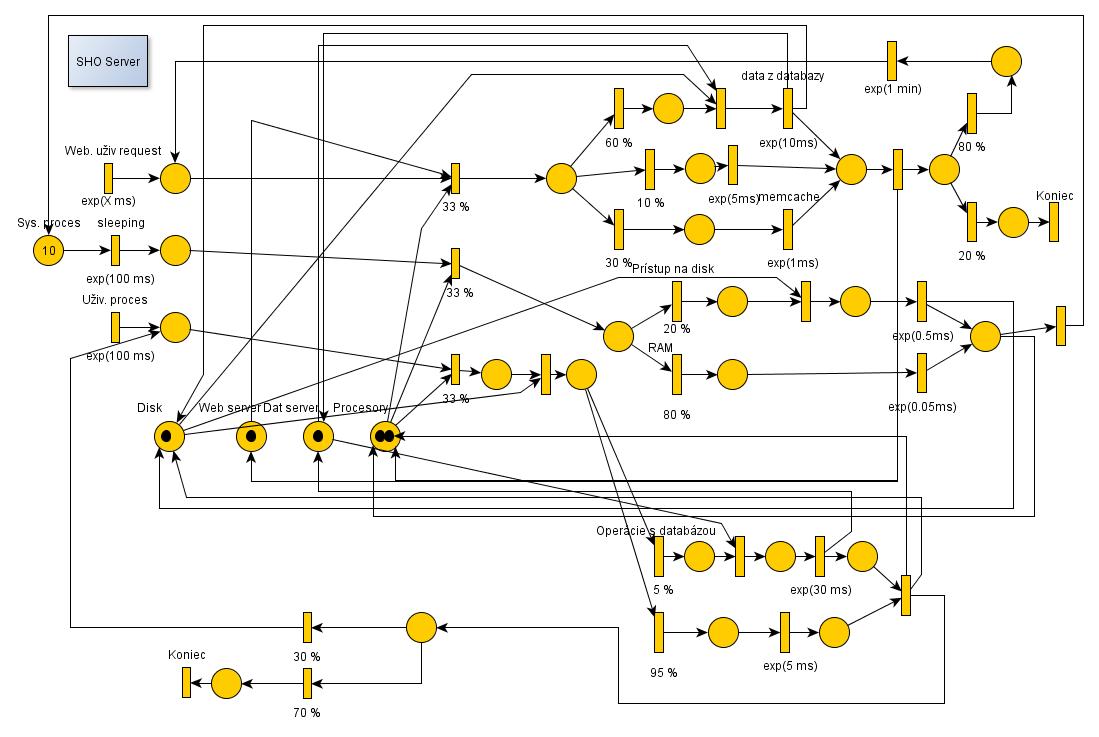 SHO Server
data z databazy
exp(1 min)
60 %
exp(10ms)
80 %
Web. uživ request
exp(X ms)
33 %
10 %
exp(5ms)
memcache
Koniec
Sys. proces
sleeping
10
exp(100 ms)
30 %
exp(1ms)
20 %
33 %
Prístup na disk
Uživ. proces
exp(100 ms)
20 %
exp(0.5ms)
RAM
33 %
80 %
exp(0.05ms)
Disk
Web server
Dat server
Procesory
Operácie s databázou
5 %
exp(30 ms)
30 %
95 %
exp(5 ms)
Koniec
70 %